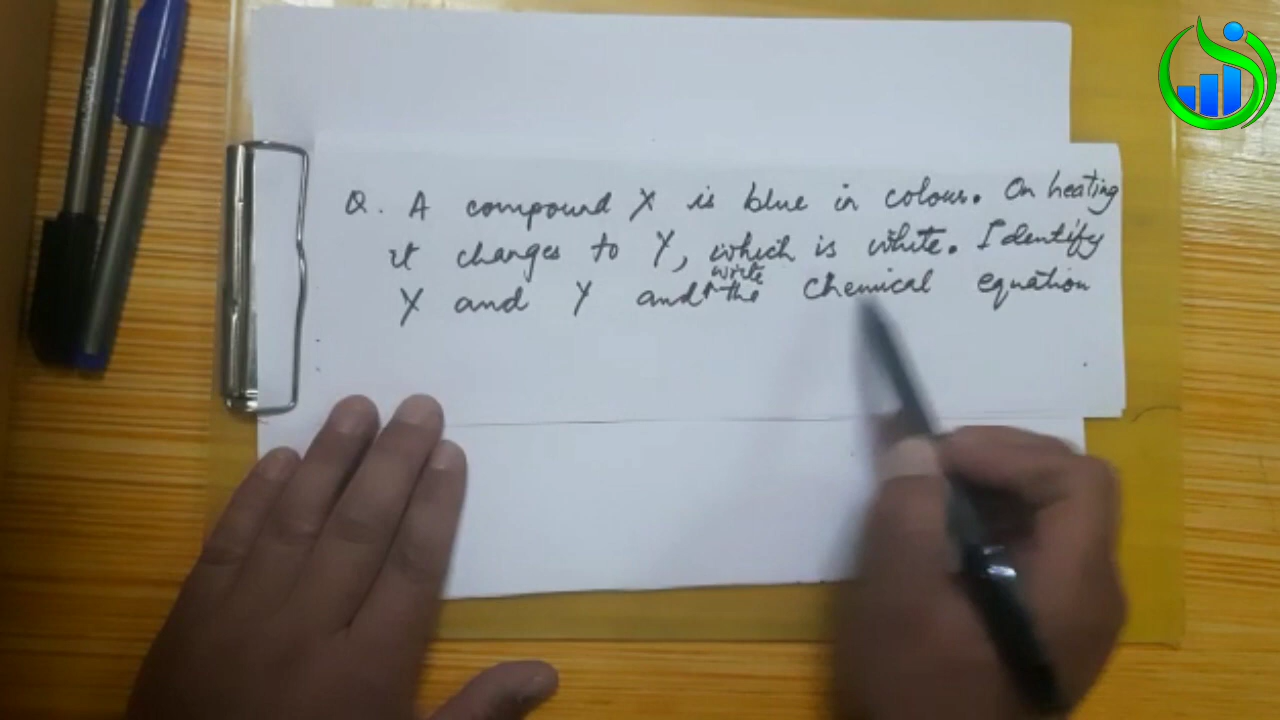 Q. A compound X is blue in colour. On heating
it changes to Y, which is white. Identify
X and Y and ^write the chemical equation